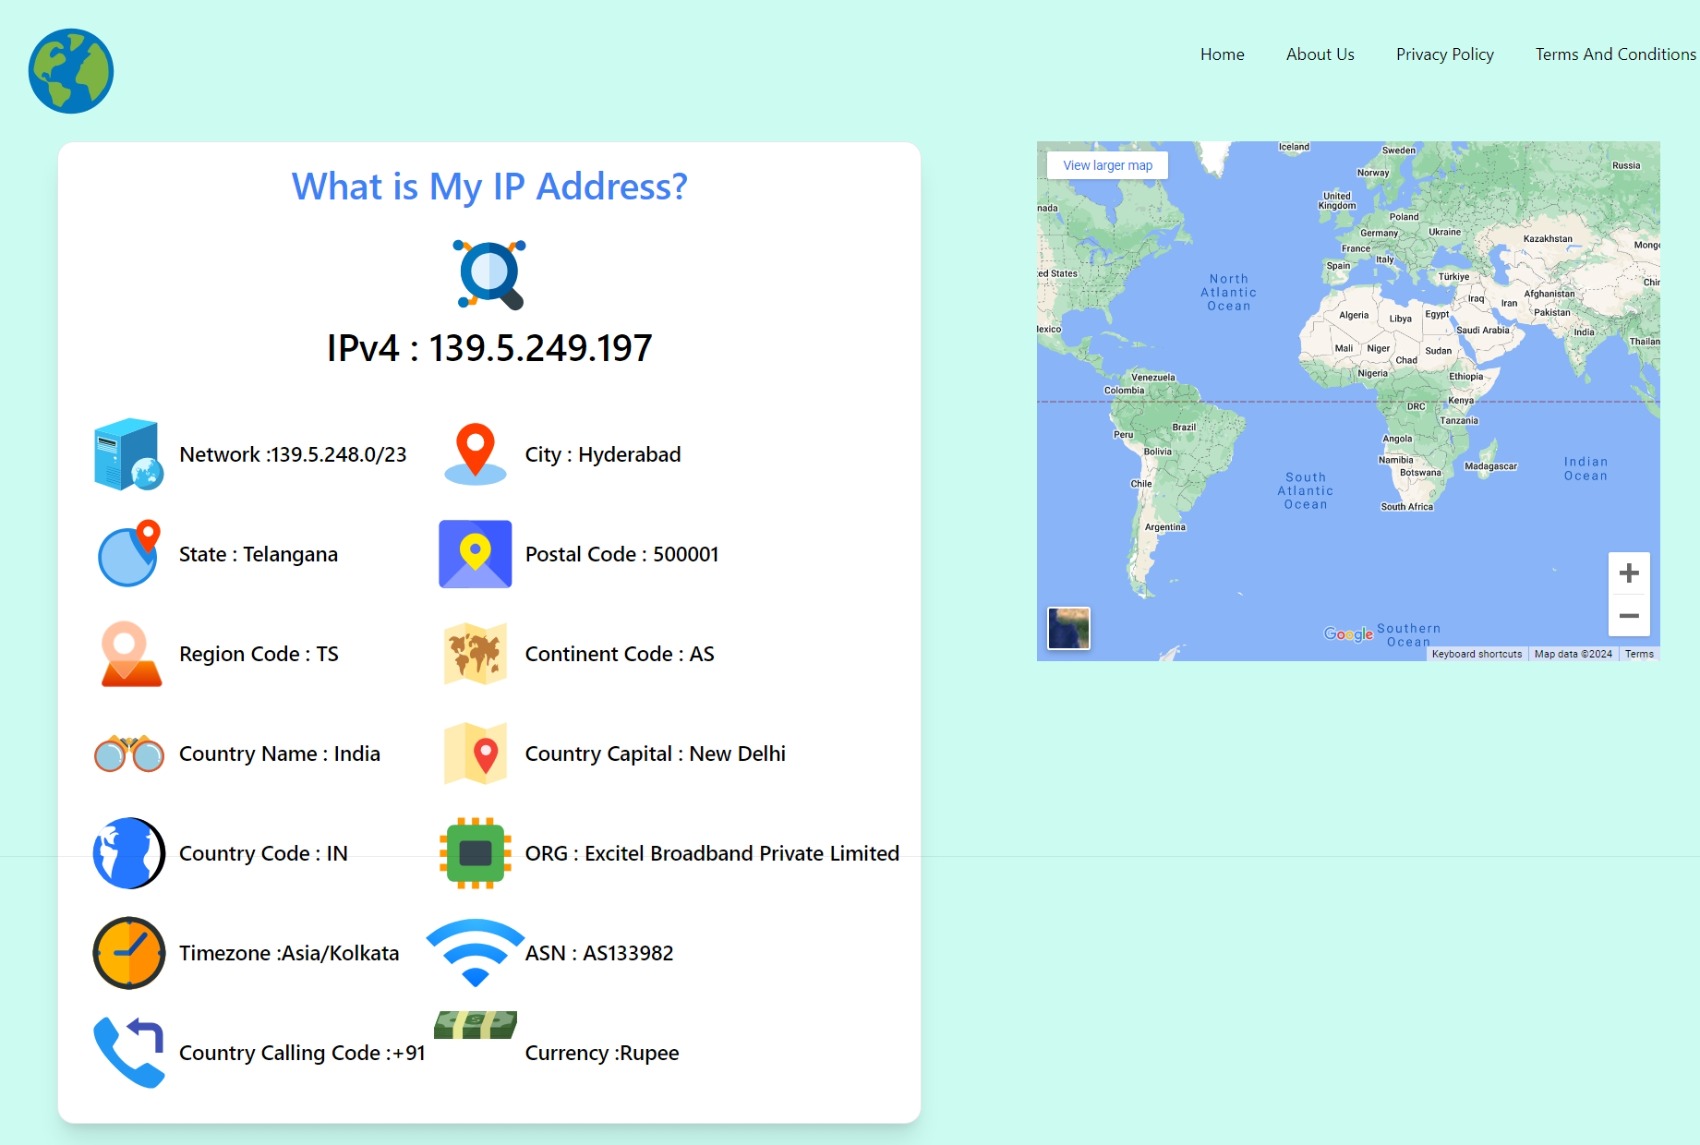 Home About Us Privacy Policy Terms And Conditions
What is My IP Address?
IPv4 : 139.5.249.197
Network :139.5.248.0/23
City : Hyderabad
State : Telangana
Postal Code : 500001
Region Code : TS
Continent Code : AS
Country Name : India
Country Capital : New Delhi
Country Code : IN
ORG : Excitel Broadband Private Limited
Timezone :Asia/Kolkata
ASN : AS133982
Country Calling Code :+91
Currency :Rupee
View larger map
Iceland
Sweden
Russia
Norway
United
Kingdom
nada
Poland
Germany
Ukraine
Kazakhstan
Mong
France
Italy
Spain
ed States
Türkiye
Chin
North
Atlantic
Ocean
Iraq
Iran
Afghanistan
Pakistan
Algeria
Libya
Egypt
Saudi Arabia
India
Thailan
lexico
Mali
Niger
Chad
Sudan
Nigeria
Ethiopia
Venezuela
Colombia
Kenya
DRC
Tanzania
Peru
Brazil
Angola
Bolivia
Namibia
Botswana
Madagascar
Indian
Ocean
Chile
South
Atlantic
Ocean
South Africa
Argentina
Google
Southern
Ocean
Keyboard shortcuts Map data ©2024 Terms